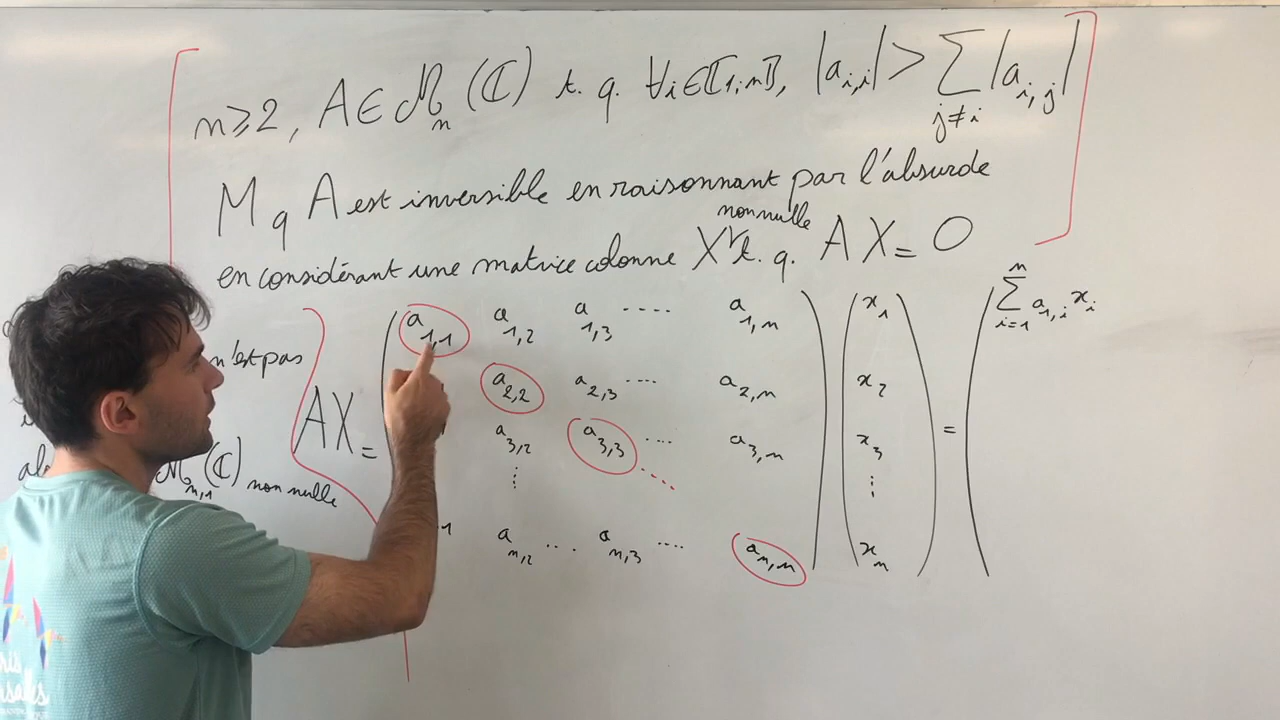 n ⩾ 2, A ∈ ℳₙ(ℂ) t. q. ∀i ∈ ⟦1;n⟧, |a_{i,i}| > ∑_{j≠i} |a_{i,j}|
Mq A est inversible en raisonnant par l'absurde
en considérant une matrice colonne X non nulle t. q. AX = 0
n'est pas
ℳ_{n,1}(ℂ) non nulle
AX =
a_{1,1} a_{1,2} a_{1,3} .... a_{1,n}
a_{2,2} a_{2,3} .... a_{2,n}
a_{3,2} a_{3,3} .... a_{3,n}
a_{n,2} ... a_{n,3} .... a_{n,n}
x_1
x_2
x_3
⋮
x_n
=
∑_{i=1}^{n} a_{1,i} x_i